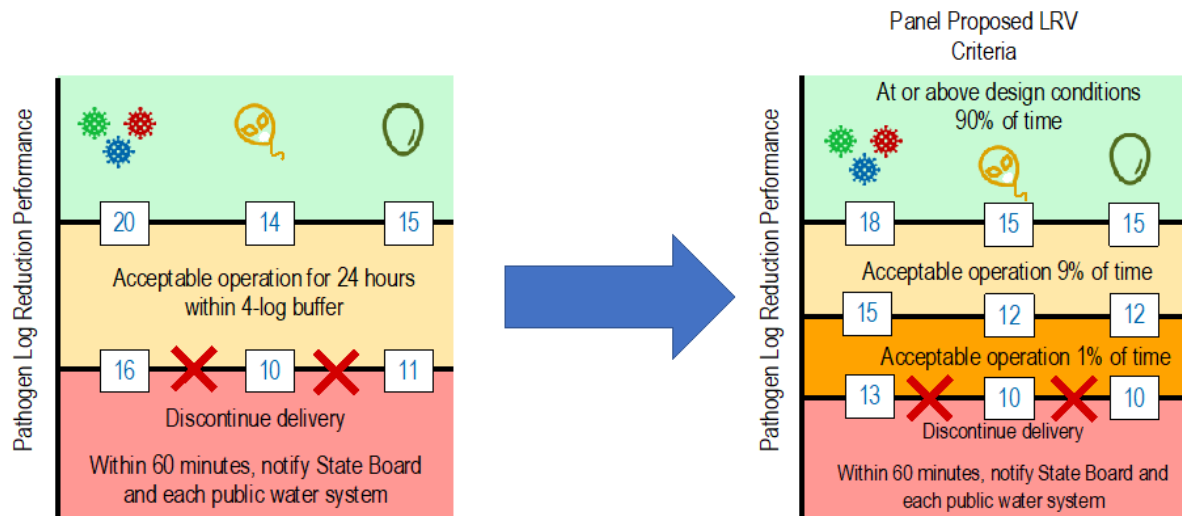 Pathogen Log Reduction Performance
20 14 15
Acceptable operation for 24 hours
within 4-log buffer
16 10 11
Discontinue delivery
Within 60 minutes, notify State Board
and each public water system
Panel Proposed LRV
Criteria
Pathogen Log Reduction Performance
At or above design conditions
90% of time
18 15 15
Acceptable operation 9% of time
15 12 12
Acceptable operation 1% of time
13 10 10
Discontinue delivery
Within 60 minutes, notify State Board and
each public water system